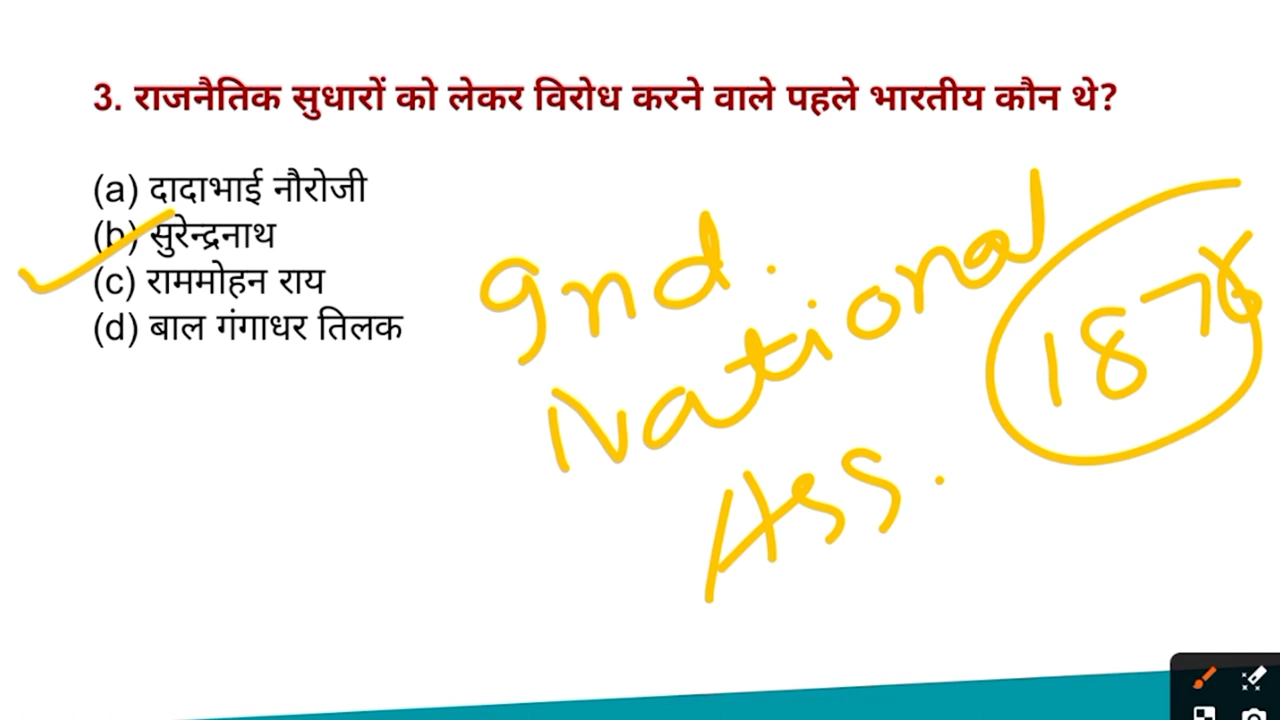 3. राजनैतिक सुधारों को लेकर विरोध करने वाले पहले भारतीय कौन थे?
(a) दादाभाई नौरोजी
(b) सुरेन्द्रनाथ
(c) राममोहन राय
(d) बाल गंगाधर तिलक
Ind.
National
Ass.
1876